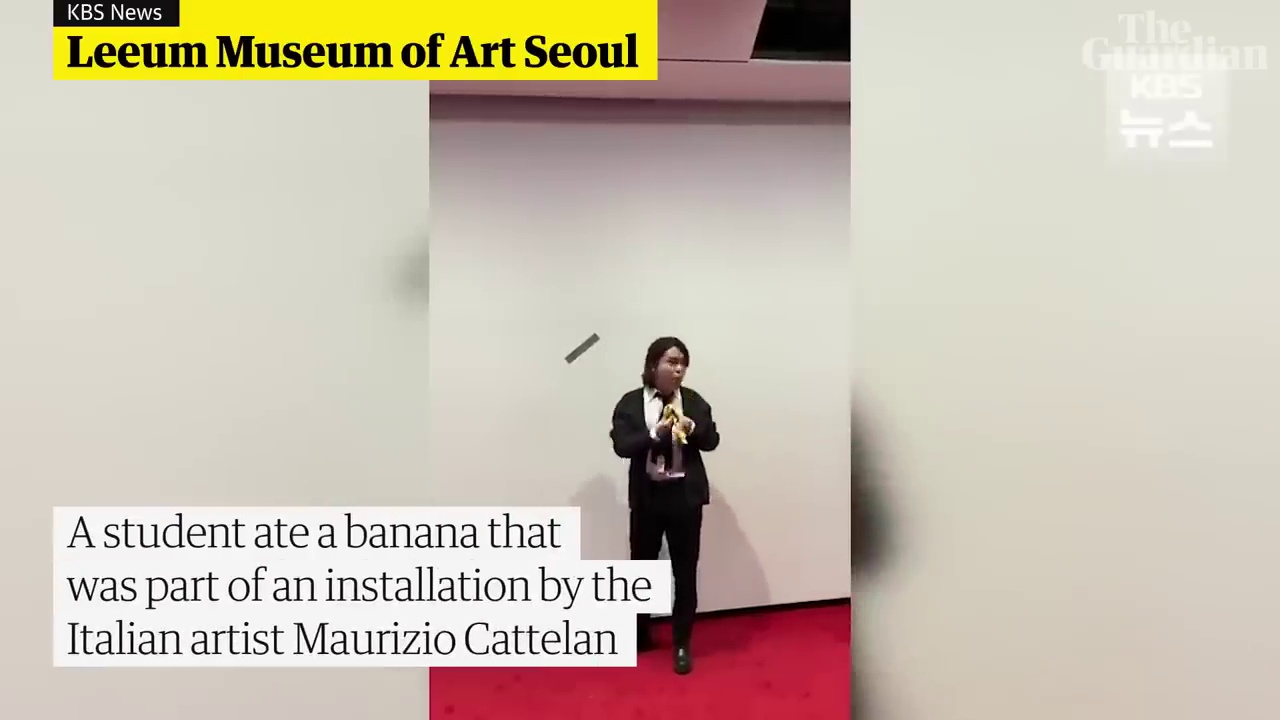 KBS News
Leeum Museum of Art Seoul
The
Guardian
KBS
뉴스
A student ate a banana that
was part of an installation by the
Italian artist Maurizio Cattelan